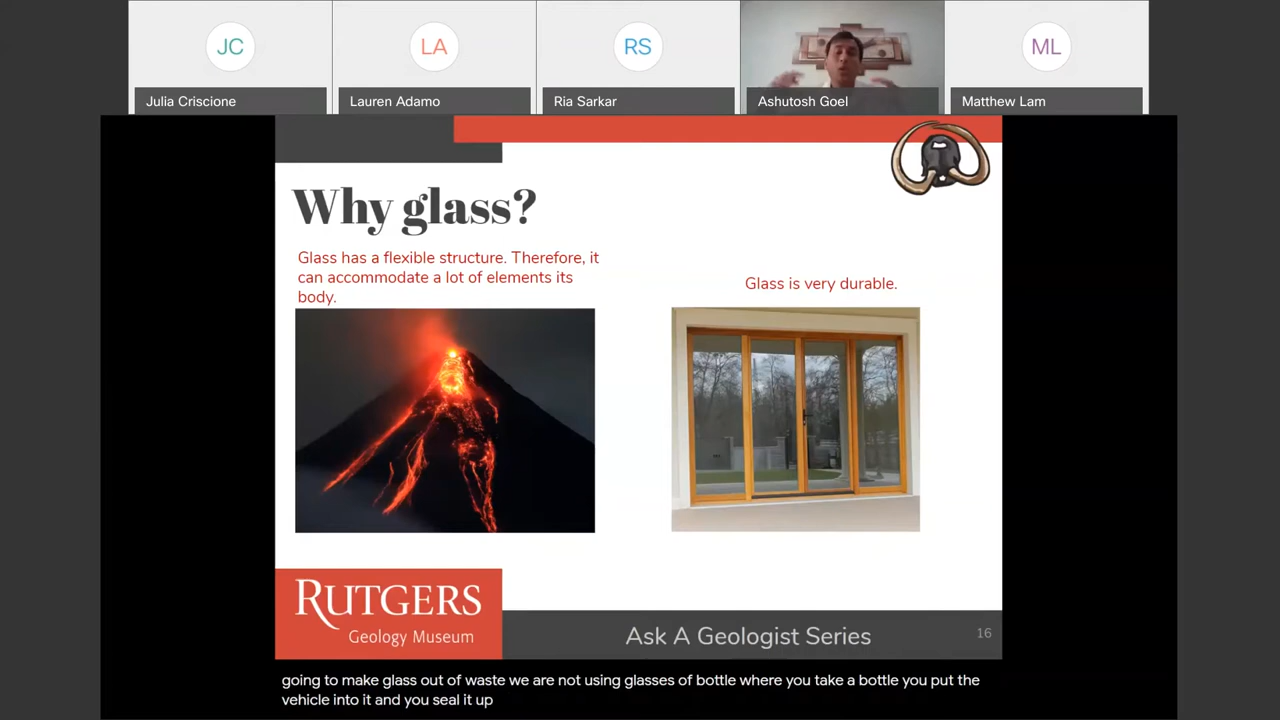 JC
LA
RS
ML
Julia Criscione
Lauren Adamo
Ria Sarkar
Ashutosh Goel
Matthew Lam
Why glass?
Glass has a flexible structure. Therefore, it
can accommodate a lot of elements its
body.
Glass is very durable.
RUTGERS
Geology Museum
Ask A Geologist Series
16
going to make glass out of waste we are not using glasses of bottle where you take a bottle you put the
vehicle into it and you seal it up